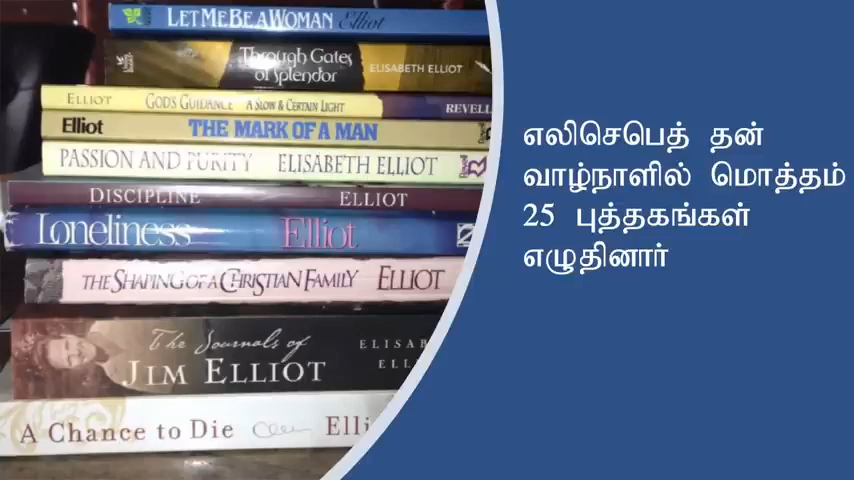 LET ME BE A WOMAN Elliot
Through Gates
of Splendor ELISABETH ELLIOT
ELLIOT GOD'S GUIDANCE A SLOW & CERTAIN LIGHT REVELL
Elliot THE MARK OF A MAN
PASSION AND PURITY ELISABETH ELLIOT
DISCIPLINE ELLIOT
Loneliness Elliot
THE SHAPING OF A CHRISTIAN FAMILY ELLIOT
The Journals of
JIM ELLIOT
ELISAB
ELL
A Chance to Die Elli
எலிசெபெத் தன்
வாழ்நாளில் மொத்தம்
25 புத்தகங்கள்
எழுதினார்